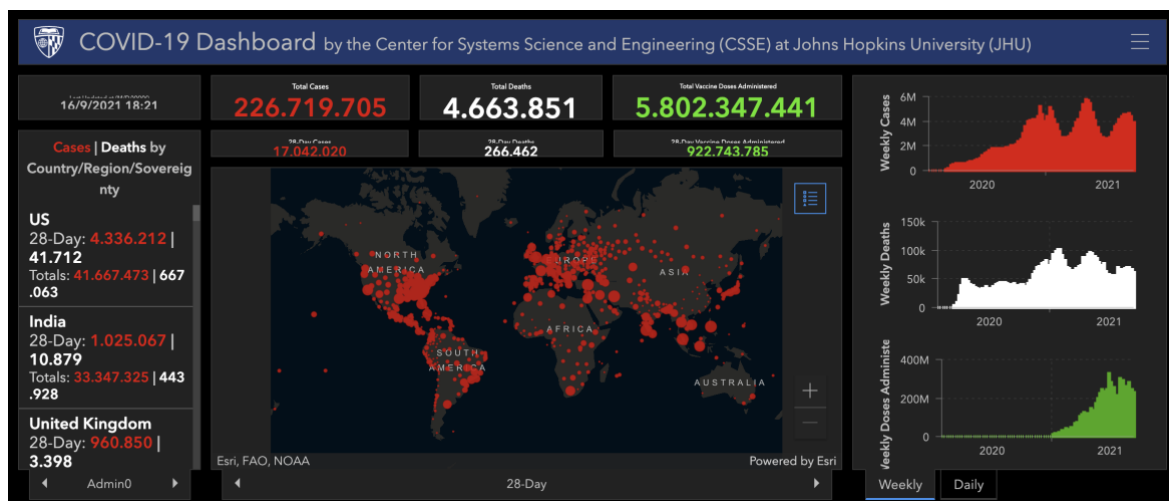 COVID-19 Dashboard by the Center for Systems Science and Engineering (CSSE) at Johns Hopkins University (JHU)
16/9/2021 18:21
Cases | Deaths by
Country/Region/Sovereig
nty
US
28-Day: 4.336.212 |
41.712
Totals: 41.667.473 | 667
.063
India
28-Day: 1.025.067 |
10.879
Totals: 33.347.325 | 443
.928
United Kingdom
28-Day: 960.850 |
3.398
Admin0
Total Cases
226.719.705
Total Deaths
4.663.851
Total Vaccine Doses Administered
5.802.347.441
28-Day Cases
17.042.020
28-Day Deaths
266.462
28-Day Vaccine Doses Administered
922.743.785
NORTH
AMERICA
EUROPE
ASIA
AFRICA
SOUTH
AMERICA
AUSTRALIA
+
Esri, FAO, NOAA
Powered by Esri
28-Day
Weekly Cases
6M
4M
2M
0
2020
2021
Weekly Deaths
150k
100k
50k
0
2020
2021
Weekly Doses Administe
400M
200M
0
2020
2021
Weekly
Daily